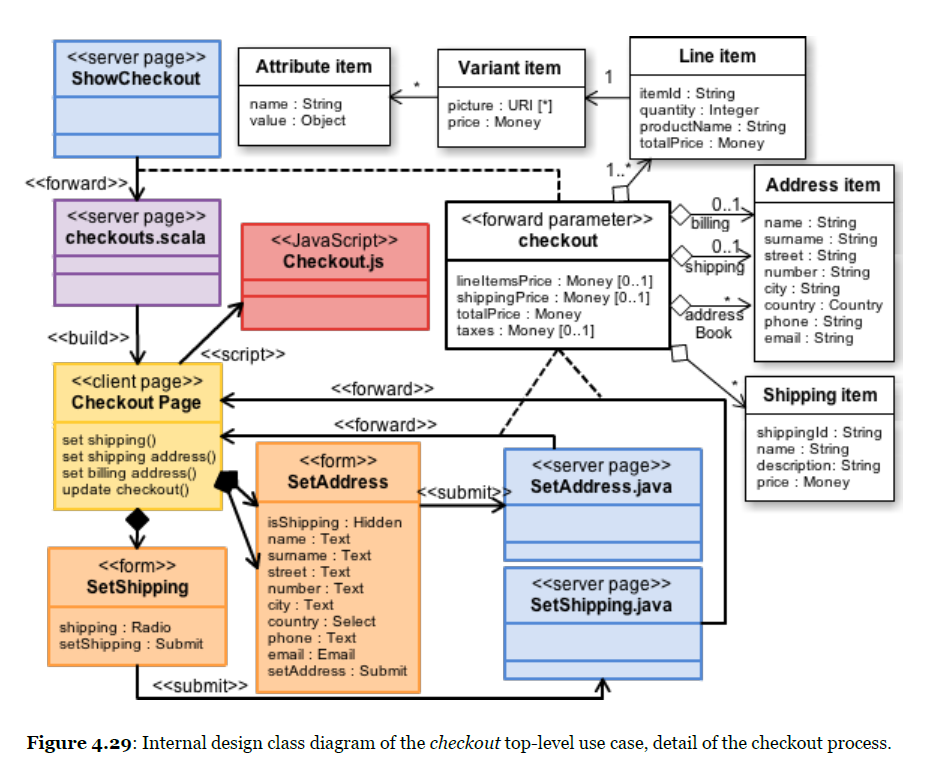 <<server page>>
ShowCheckout
Attribute item
name : String
value : Object
*
Variant item
picture : URI [*]
price : Money
1
Line item
itemId : String
quantity : Integer
productName : String
totalPrice : Money
<<forward>>
1..*
<<server page>>
checkouts.scala
<<JavaScript>>
Checkout.js
<<forward parameter>>
checkout
lineItemsPrice : Money [0..1]
shippingPrice : Money [0..1]
totalPrice : Money
taxes : Money [0..1]
0..1
billing
0..1
shipping
*
address
Book
Address item
name : String
surname : String
street : String
number : String
city : String
country : Country
phone : String
email : String
<<build>>
<<script>>
*
Shipping item
shippingId : String
name : String
description: String
price : Money
<<client page>>
Checkout Page
set shipping()
set shipping address()
set billing address()
update checkout()
<<forward>>
<<forward>>
<<form>>
SetAddress
isShipping : Hidden
name : Text
surname : Text
street : Text
number : Text
city : Text
country : Select
phone : Text
email : Email
setAddress : Submit
<<submit>>
<<server page>>
SetAddress.java
<<form>>
SetShipping
shipping : Radio
setShipping : Submit
<<server page>>
SetShipping.java
<<submit>>
Figure 4.29: Internal design class diagram of the checkout top-level use case, detail of the checkout process.